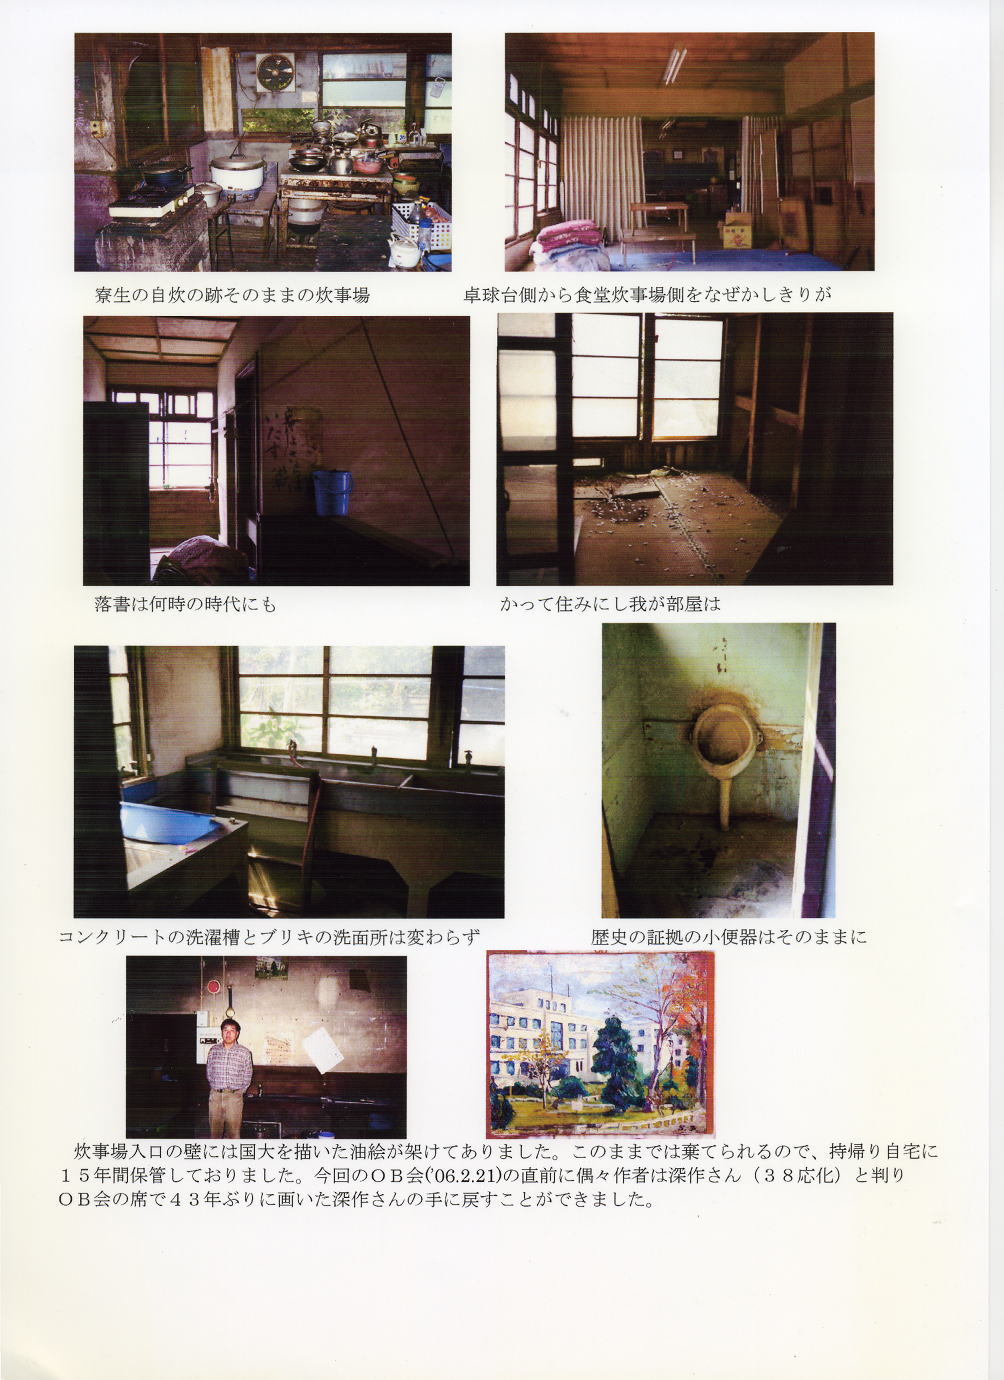 寮生の自炊の跡そのままの炊事場
卓球台側から食堂炊事場側をなぜかしきりが
落書は何時の時代にも
かって住みにし我が部屋は
コンクリートの洗濯槽とブリキの洗面所は変わらず
歴史の証拠の小便器はそのままに
炊事場入口の壁には国大を描いた油絵が架けてありました。このままでは棄てられるので、持帰り自宅に
１５年間保管しておりました。今回のＯＢ会('06.2.21)の直前に偶々作者は深作さん（３８応化）と判り
ＯＢ会の席で４３年ぶりに画いた深作さんの手に戻すことができました。